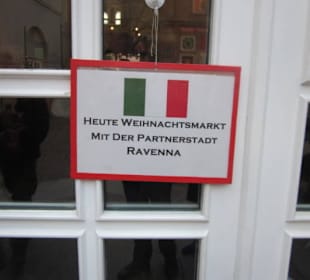 Heute Weihnachtsmarkt
Mit Der Partnerstadt
Ravenna